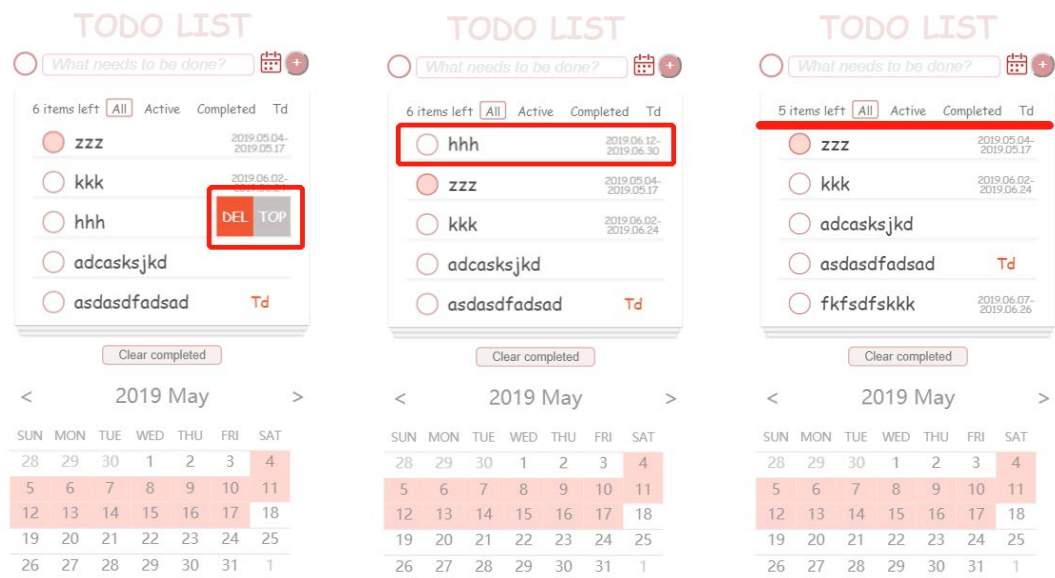 TODO LIST
What needs to be done?
+
6 items left All Active Completed Td
zzz 2019.05.04-
2019.05.17
kkk 2019.06.02-
hhh DEL TOP
adcasksjkd
asdasdfadsad Td
Clear completed
< 2019 May >
SUN MON TUE WED THU FRI SAT
28 29 30 1 2 3 4
5 6 7 8 9 10 11
12 13 14 15 16 17 18
19 20 21 22 23 24 25
26 27 28 29 30 31 1
TODO LIST
What needs to be done?
+
6 items left All Active Completed Td
hhh 2019.06.12-
2019.06.30
zzz 2019.05.04-
2019.05.17
kkk 2019.06.02-
2019.06.24
adcasksjkd
asdasdfadsad Td
Clear completed
< 2019 May >
SUN MON TUE WED THU FRI SAT
28 29 30 1 2 3 4
5 6 7 8 9 10 11
12 13 14 15 16 17 18
19 20 21 22 23 24 25
26 27 28 29 30 31 1
TODO LIST
What needs to be done?
+
5 items left All Active Completed Td
zzz 2019.05.04-
2019.05.17
kkk 2019.06.02-
2019.06.24
adcasksjkd
asdasdfadsad Td
fkfsdfskkk 2019.06.07-
2019.06.26
Clear completed
< 2019 May >
SUN MON TUE WED THU FRI SAT
28 29 30 1 2 3 4
5 6 7 8 9 10 11
12 13 14 15 16 17 18
19 20 21 22 23 24 25
26 27 28 29 30 31 1